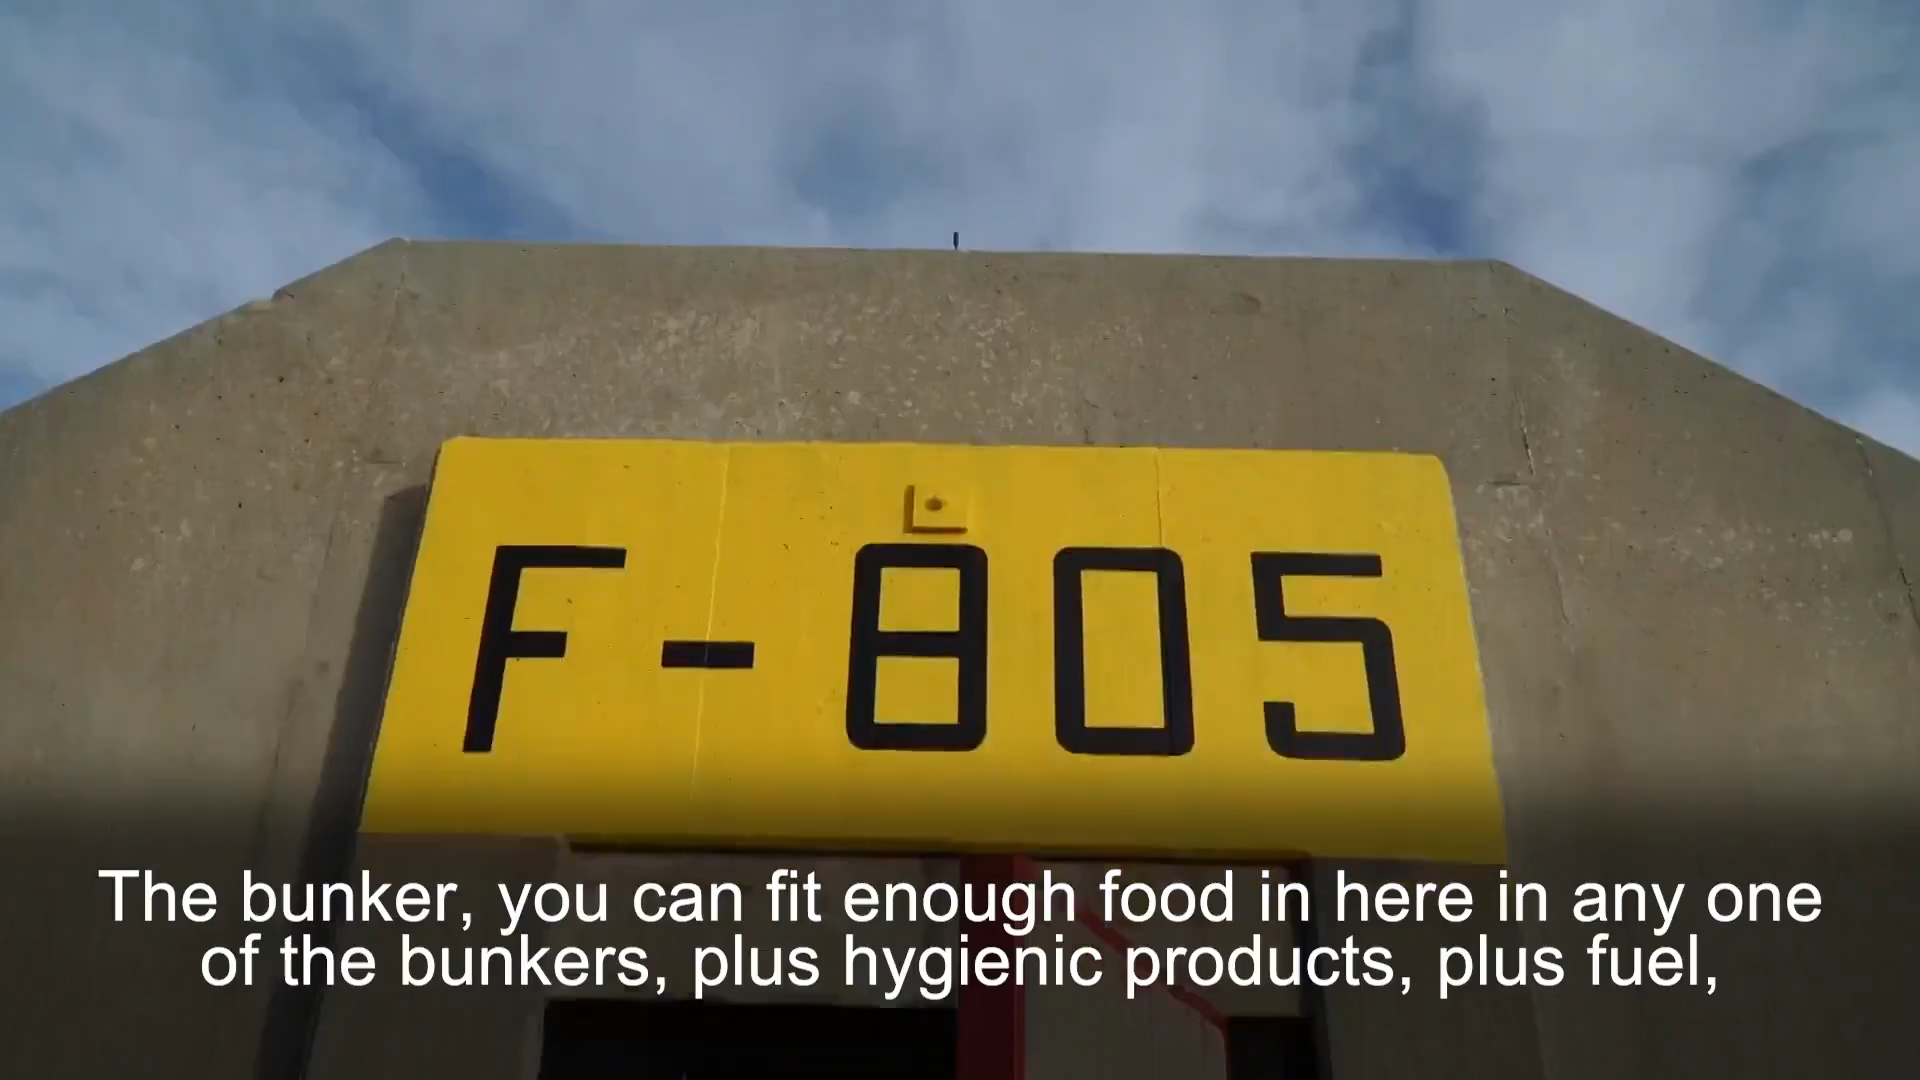 F-805
The bunker, you can fit enough food in here in any one
of the bunkers, plus hygienic products, plus fuel,